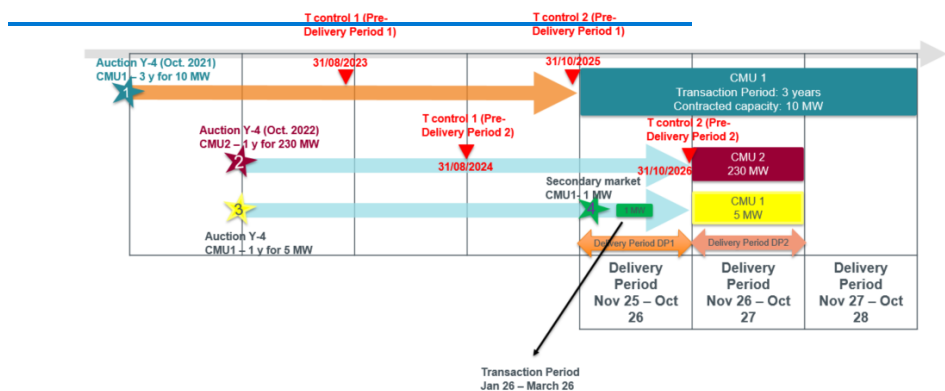 T control 1 (Pre-
Delivery Period 1)
T control 2 (Pre-
Delivery Period 1)
Auction Y-4 (Oct. 2021)
CMU1 – 3 y for 10 MW
31/08/2023
31/10/2025
1
CMU 1
Transaction Period: 3 years
Contracted capacity: 10 MW
Auction Y-4 (Oct. 2022)
CMU2 – 1 y for 230 MW
T control 1 (Pre-
Delivery Period 2)
T control 2 (Pre-
Delivery Period 2)
2
31/08/2024
31/10/2026
CMU 2
230 MW
Secondary market
CMU1- 1 MW
3
4
1 MW
CMU 1
5 MW
Auction Y-4
CMU1 – 1 y for 5 MW
Delivery Period DP1
Delivery Period DP2
Delivery
Period
Nov 25 – Oct
26
Delivery
Period
Nov 26 – Oct
27
Delivery
Period
Nov 27 – Oct
28
Transaction Period
Jan 26 – March 26